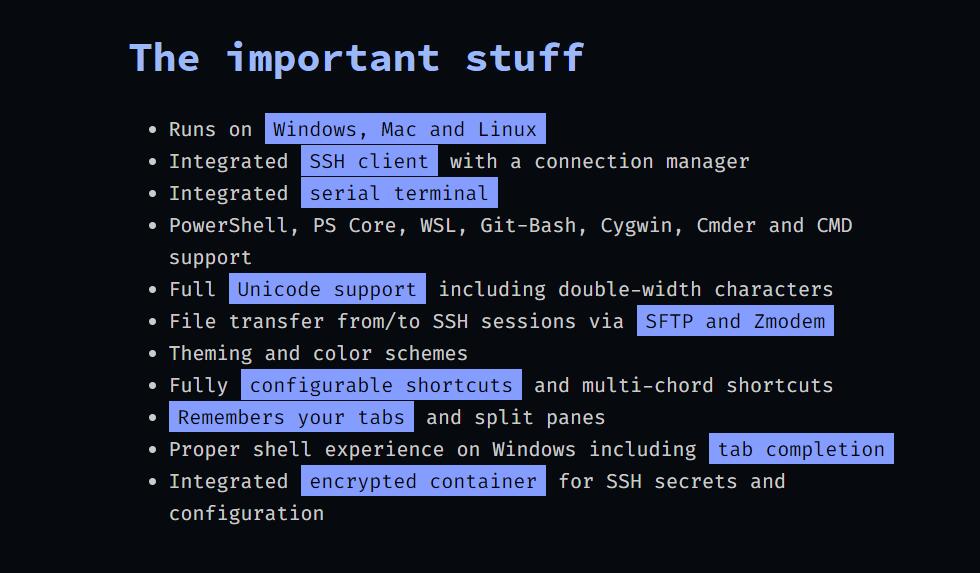 The important stuff
Runs on Windows, Mac and Linux
Integrated SSH client with a connection manager
Integrated serial terminal
PowerShell, PS Core, WSL, Git-Bash, Cygwin, Cmder and CMD
support
Full Unicode support including double-width characters
File transfer from/to SSH sessions via SFTP and Zmodem
Theming and color schemes
Fully configurable shortcuts and multi-chord shortcuts
Remembers your tabs and split panes
Proper shell experience on Windows including tab completion
Integrated encrypted container for SSH secrets and
configuration